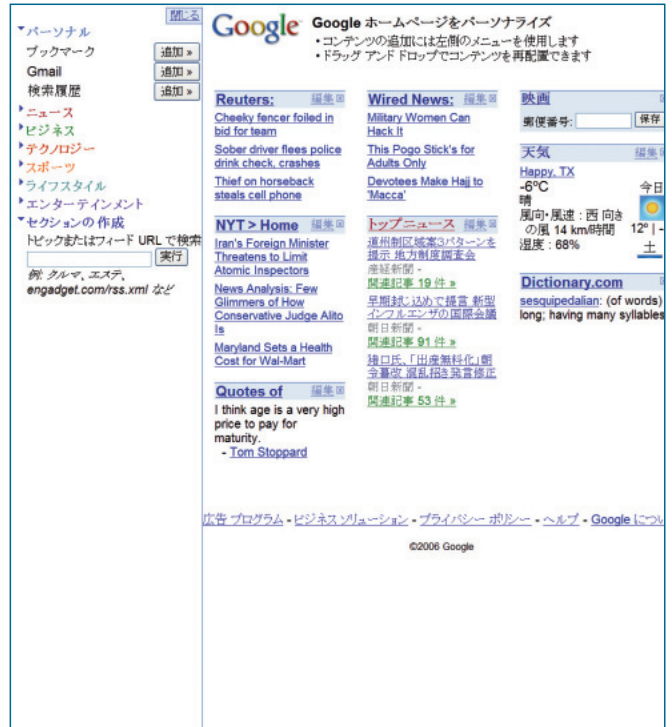 閉じる
パーソナル
ブックマーク 追加 »
Gmail 追加 »
検索履歴 追加 »
ニュース
ビジネス
テクノロジー
スポーツ
ライフスタイル
エンターテインメント
セクションの作成
トピックまたはフィード URL で検索
実行
例: クルマ、エステ、
engadget.com/rss.xml など
Google
Google ホームページをパーソナライズ
・コンテンツの追加には左側のメニューを使用します
・ドラッグ アンド ドロップでコンテンツを再配置できます
Reuters: 編集
Cheeky fencer foiled in
bid for team
Sober driver flees police
drink check, crashes
Thief on horseback
steals cell phone
NYT > Home 編集
Iran's Foreign Minister
Threatens to Limit
Atomic Inspectors
News Analysis: Few
Glimmers of How
Conservative Judge Alito
Is
Maryland Sets a Health
Cost for Wal-Mart
Quotes of 編集
I think age is a very high
price to pay for
maturity.
- Tom Stoppard
Wired News: 編集
Military Women Can
Hack It
This Pogo Stick's for
Adults Only
Devotees Make Hajj to
'Macca'
トップニュース 編集
道州制区域案3パターンを
提示 地方制度調査会
産経新聞 -
関連記事 19 件 »
早期封じ込めで提言 新型
インフルエンザの国際会議
朝日新聞 -
関連記事 91 件 »
猪口氏、「出産無料化」朝
令暮改 混乱招き発言修正
朝日新聞 -
関連記事 53 件 »
映画
郵便番号: 保存
天気 編集
Happy, TX
-6°C
晴
風向・風速 : 西 向き
の風 14 km/時間
湿度 : 68%
今日
12° | -
土
Dictionary.com
sesquipedalian: (of words)
long; having many syllables
広告 プログラム - ビジネス ソリューション - プライバシー ポリシー - ヘルプ - Google につい
©2006 Google